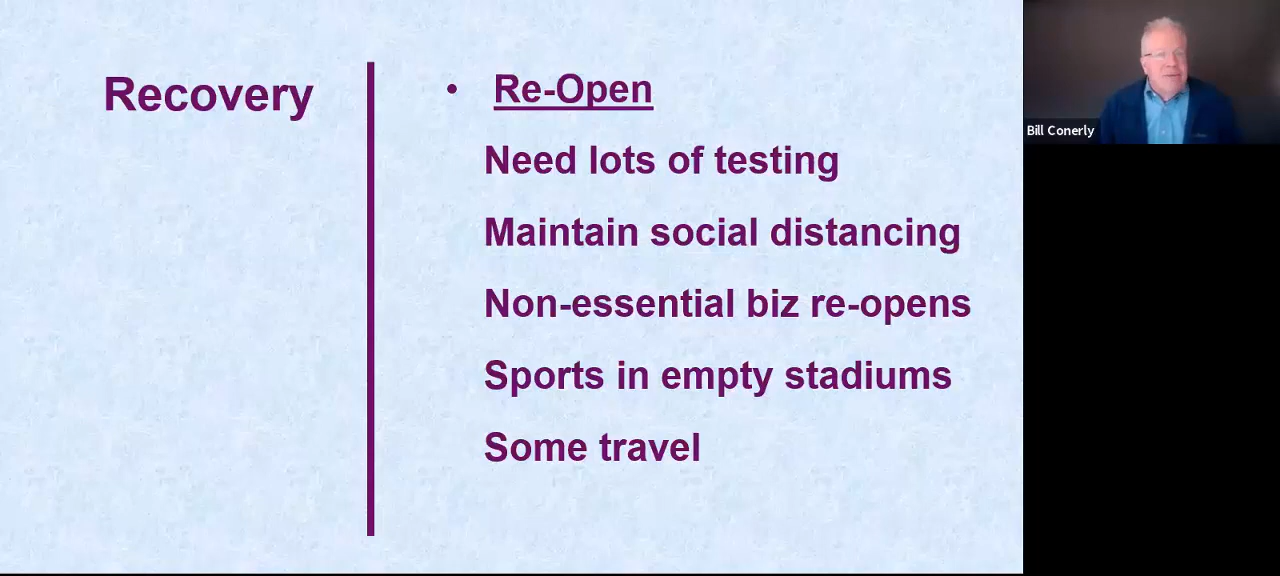 Recovery
• Re-Open
Need lots of testing
Maintain social distancing
Non-essential biz re-opens
Sports in empty stadiums
Some travel
Bill Conerly